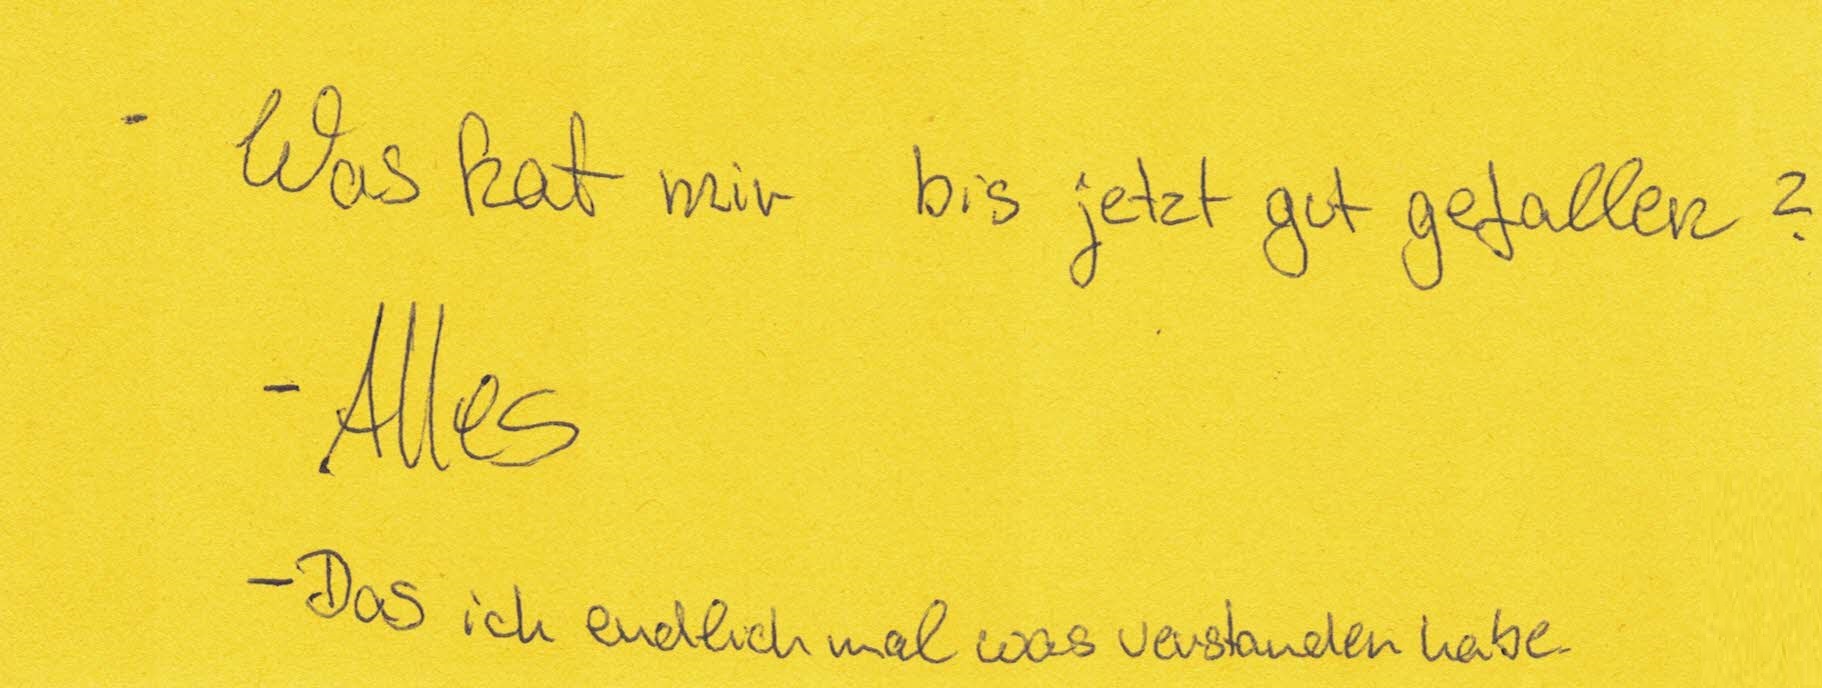 - Was hat mir bis jetzt gut gefallen?
- Alles
- Das ich endlich mal was verstanden habe.